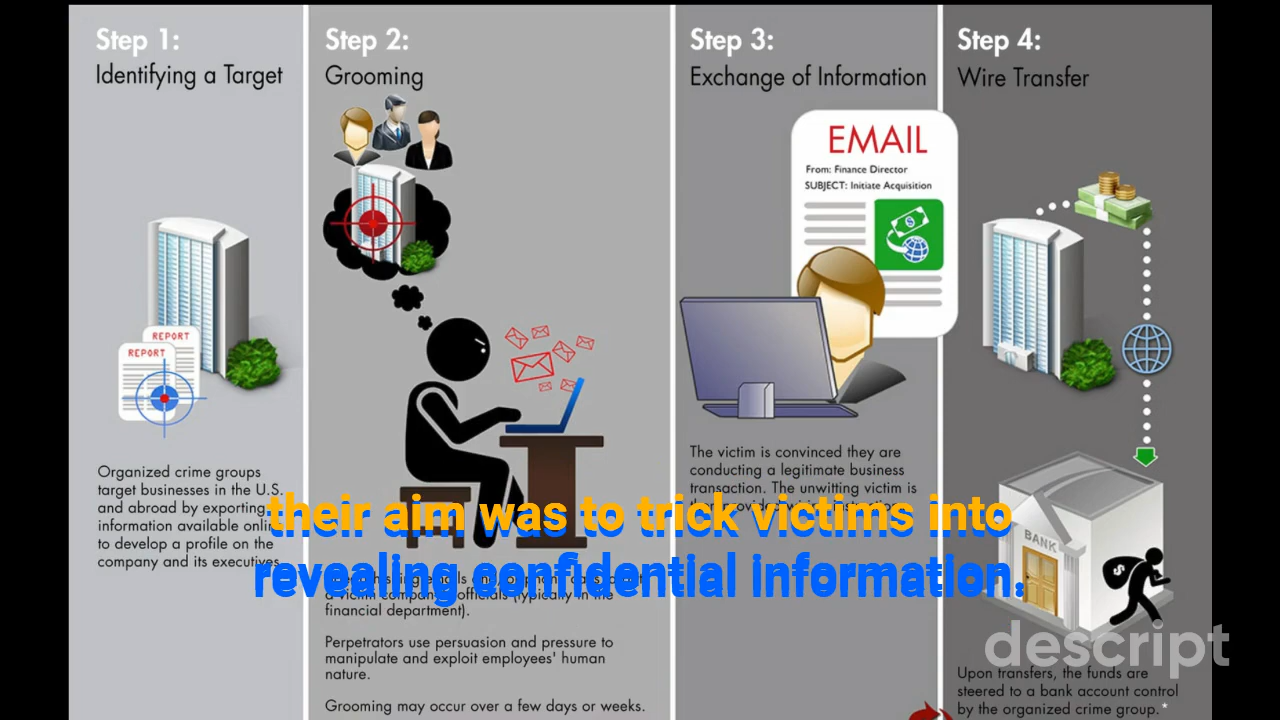 Step 1:
Identifying a Target
REPORT
REPORT
Organized crime groups
target businesses in the U.S.
and abroad by exporting
information available onli
to develop a profile on the
company and its executives.
Step 2:
Grooming
financial department).
Perpetrators use persuasion and pressure to
manipulate and exploit employees' human
nature.
Grooming may occur over a few days or weeks.
Step 3:
Exchange of Information
EMAIL
From: Finance Director
SUBJECT: Initiate Acquisition
The victim is convinced they are
conducting a legitimate business
transaction. The unwitting victim is
Step 4:
Wire Transfer
BANK
Upon transfers, the funds are
steered to a bank account control
by the organized crime group.*
their aim was to trick victims into
revealing confidential information.
descript